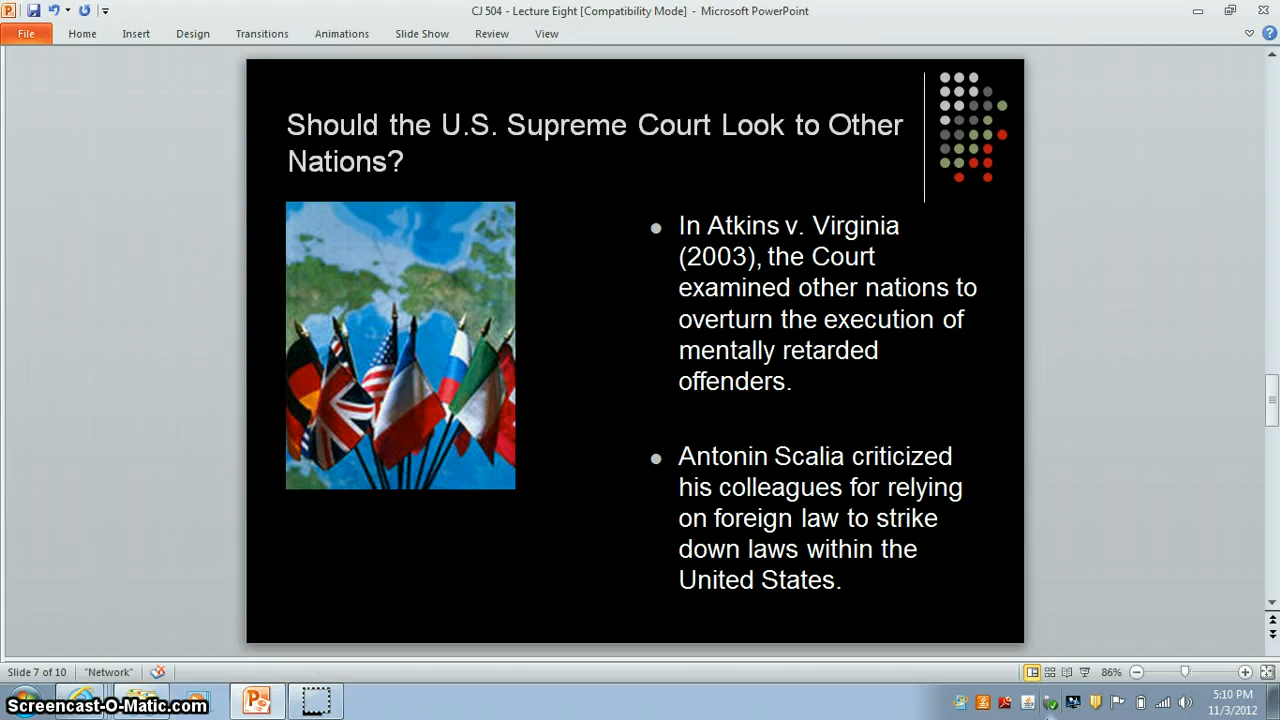 CJ 504 - Lecture Eight [Compatibility Mode] - Microsoft PowerPoint
File Home Insert Design Transitions Animations Slide Show Review View
Should the U.S. Supreme Court Look to Other
Nations?
In Atkins v. Virginia
(2003), the Court
examined other nations to
overturn the execution of
mentally retarded
offenders.
Antonin Scalia criticized
his colleagues for relying
on foreign law to strike
down laws within the
United States.
Slide 7 of 10 "Network" 86%
Screencast-O-Matic.com
5:10 PM
11/3/2012